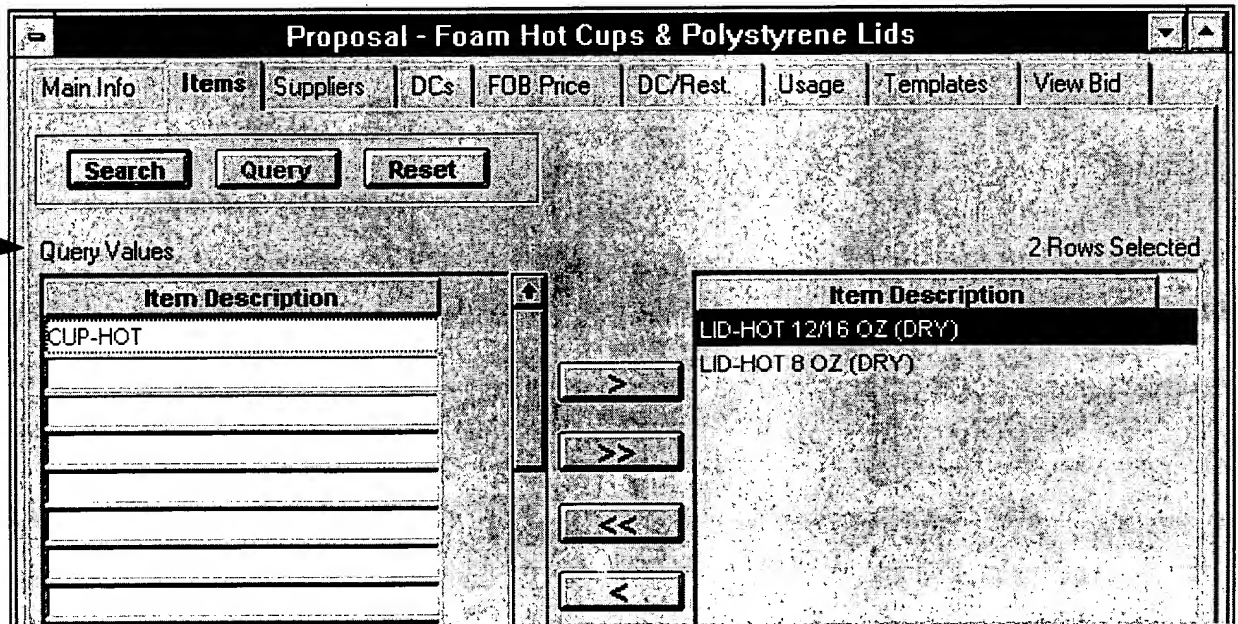 Proposal - Foam Hot Cups & Polystyrene Lids
Main Info Items Suppliers DCs FOB Price DC/Rest. Usage Templates View Bid
Search Query Reset
Query Values 2 Rows Selected
Item Description Item Description
CUP-HOT LID-HOT 12/16 OZ (DRY)
LID-HOT 8 OZ (DRY)
>
>>
<<
<